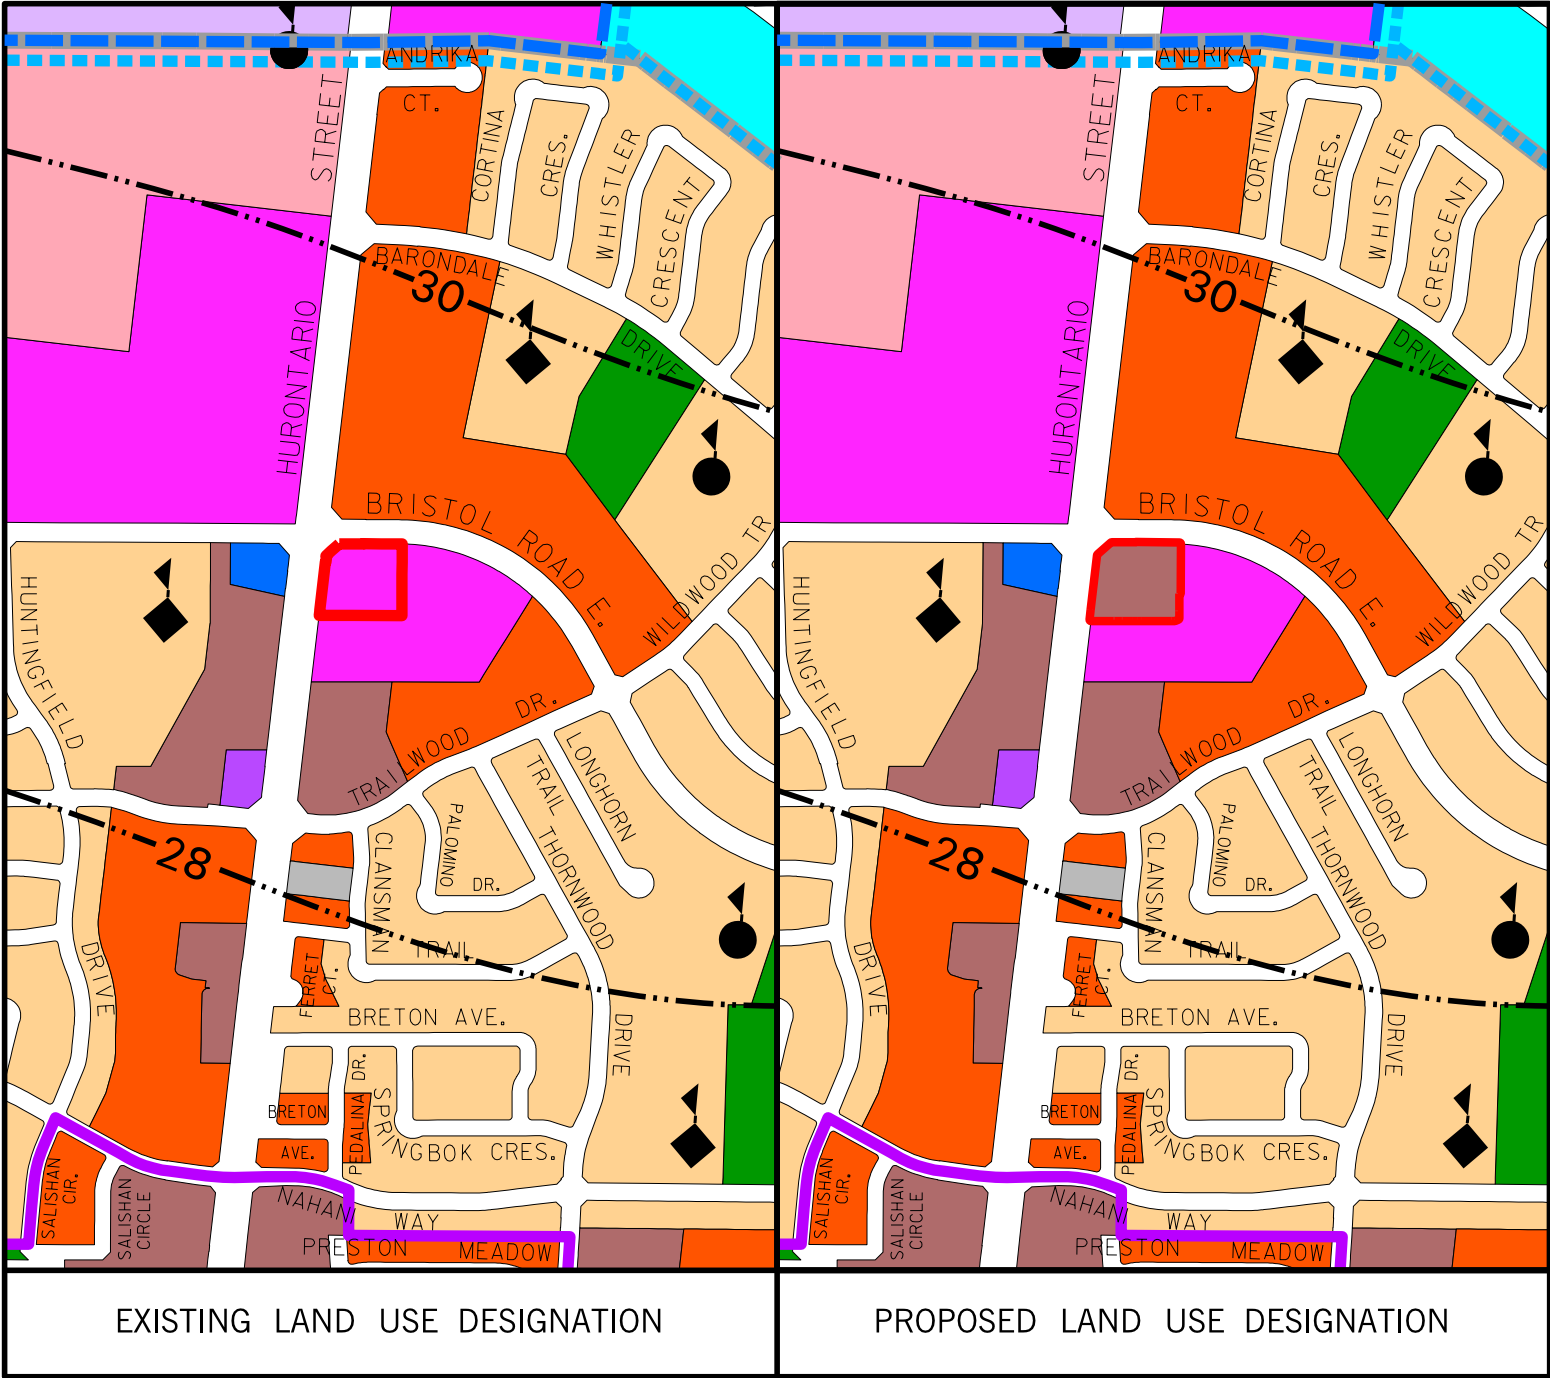 ANDRIKA
CT.
STREET
CORTINA
CRES.
WHISTLER
CRESCENT
BARONDALE
DRIVE
30
HURONTARIO
BRISTOL ROAD E.
WILDWOOD TR
HUNTINGFIELD
DRIVE
TRAILWOOD DR.
LONGHORN
TRAIL
THORNWOOD
DRIVE
PALOMINO
DR.
CLANSMAN
TRAIL
28
FERRET
CT.
BRETON AVE.
PEDALINA
DR.
BRETON
AVE.
SPRINGBOK CRES.
SALISHAN
CIR.
SALISHAN
CIRCLE
NAHANI
WAY
PRESTON MEADOW
EXISTING LAND USE DESIGNATION
ANDRIKA
CT.
STREET
CORTINA
CRES.
WHISTLER
CRESCENT
BARONDALE
DRIVE
30
HURONTARIO
BRISTOL ROAD E.
WILDWOOD TR
HUNTINGFIELD
DRIVE
TRAILWOOD DR.
LONGHORN
TRAIL
THORNWOOD
DRIVE
PALOMINO
DR.
CLANSMAN
TRAIL
28
FERRET
CT.
BRETON AVE.
PEDALINA
DR.
BRETON
AVE.
SPRINGBOK CRES.
SALISHAN
CIR.
SALISHAN
CIRCLE
NAHANI
WAY
PRESTON MEADOW
PROPOSED LAND USE DESIGNATION